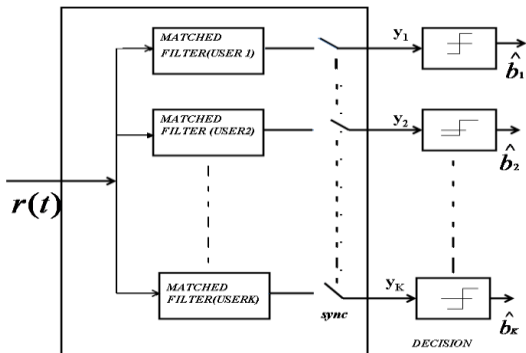 MATCHED
FILTER(USER 1)
y1
b̂1
MATCHED
FILTER (USER2)
y2
b̂2
r(t)
MATCHED
FILTER(USERK)
yK
b̂K
sync
DECISION